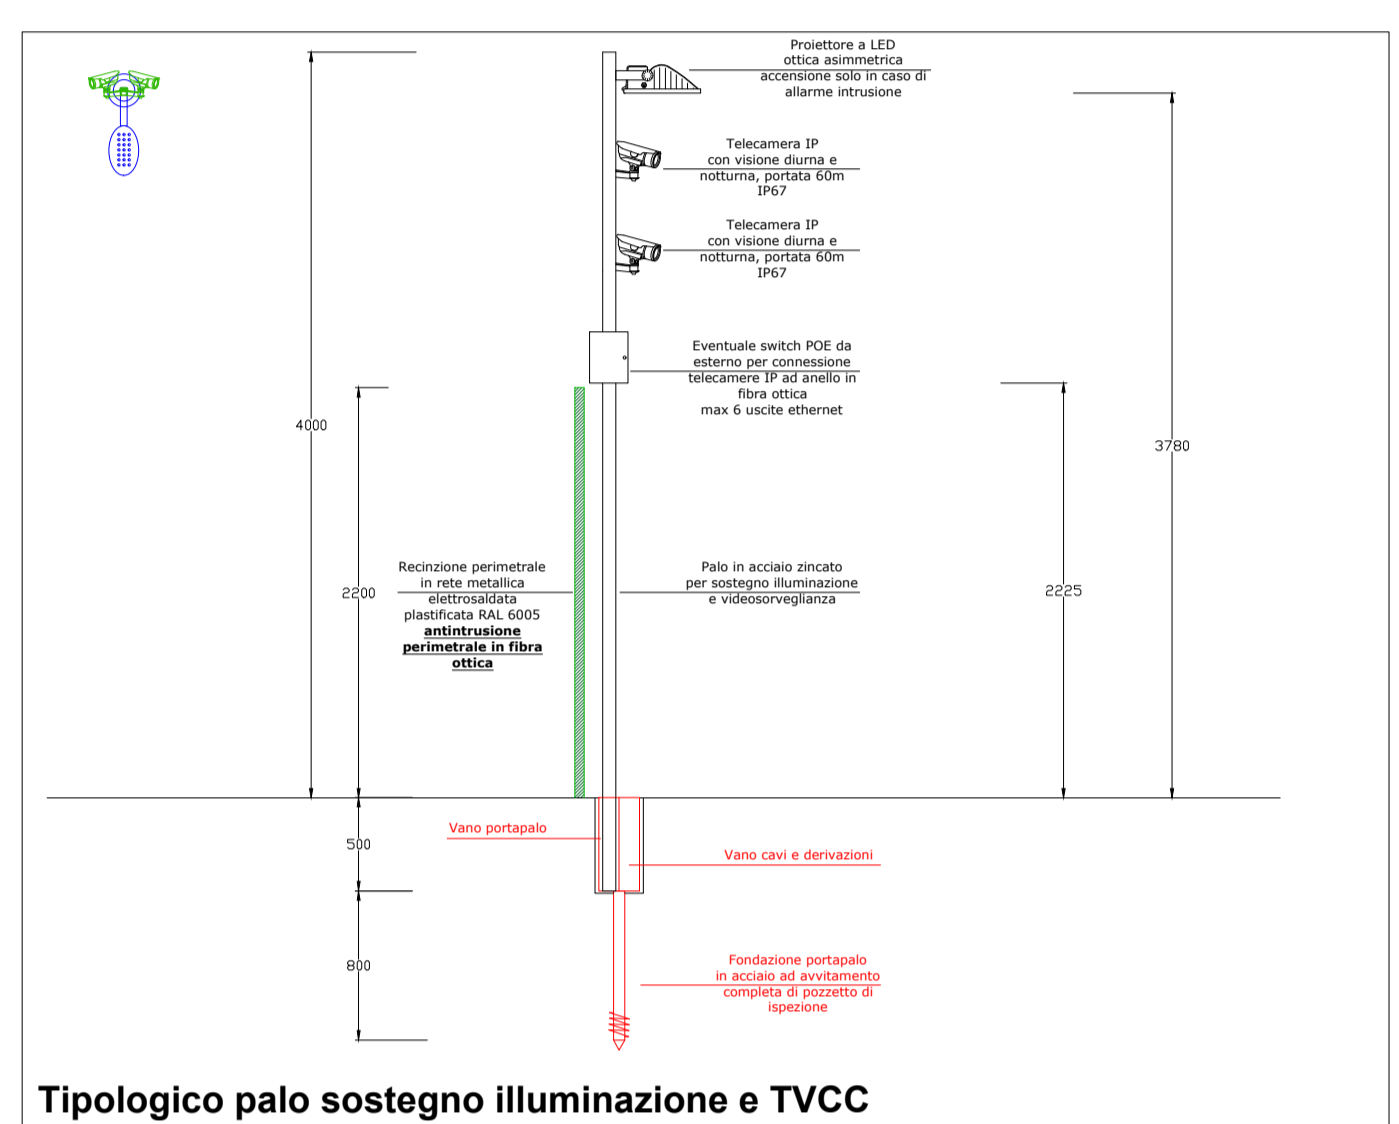 Proiettore a LED
ottica asimmetrica
accensione solo in caso di
allarme intrusione
Telecamera IP
con visione diurna e
notturna, portata 60m
IP67
Telecamera IP
con visione diurna e
notturna, portata 60m
IP67
Eventuale switch POE da
esterno per connessione
telecamere IP ad anello in
fibra ottica
max 6 uscite ethernet
4000
3780
Recinzione perimetrale
in rete metallica
elettrosaldata
plastificata RAL 6005
antintrusione
perimetrale in fibra
ottica
Palo in acciaio zincato
per sostegno illuminazione
e videosorveglianza
2200
2225
Vano portapalo
500
Vano cavi e derivazioni
800
Fondazione portapalo
in acciaio ad avvitamento
completa di pozzetto di
ispezione
Tipologico palo sostegno illuminazione e TVCC